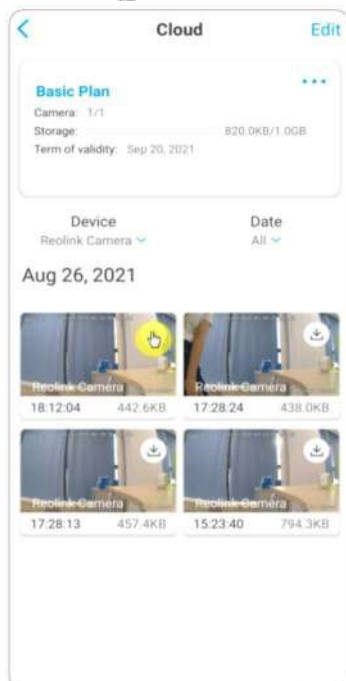 Cloud
Edit
Basic Plan
Camera: 1/1
Storage: 820.0KB/1.0GB
Term of validity: Sep 20, 2021
Device
Date
Reolink Camera
All
Aug 26, 2021
Reolink Camera
Reolink Camera
18:12:04 442.6KB
17:28:24 438.0KB
Reolink Camera
Reolink Camera
17:28:13 457.4KB
15:23:40 794.3KB